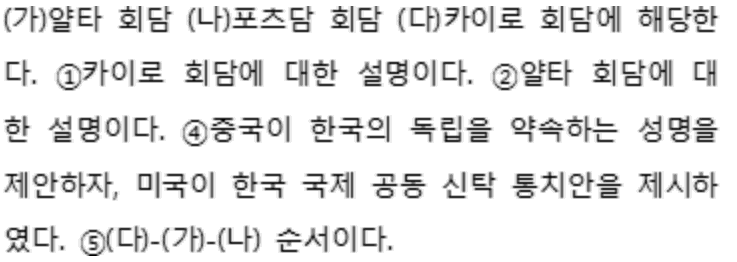 (가)얄타 회담 (나)포츠담 회담 (다)카이로 회담에 해당한
다. ①카이로 회담에 대한 설명이다. ②얄타 회담에 대
한 설명이다. ④중국이 한국의 독립을 약속하는 성명을
제안하자, 미국이 한국 국제 공동 신탁 통치안을 제시하
였다. ⑤(다)-(가)-(나) 순서이다.